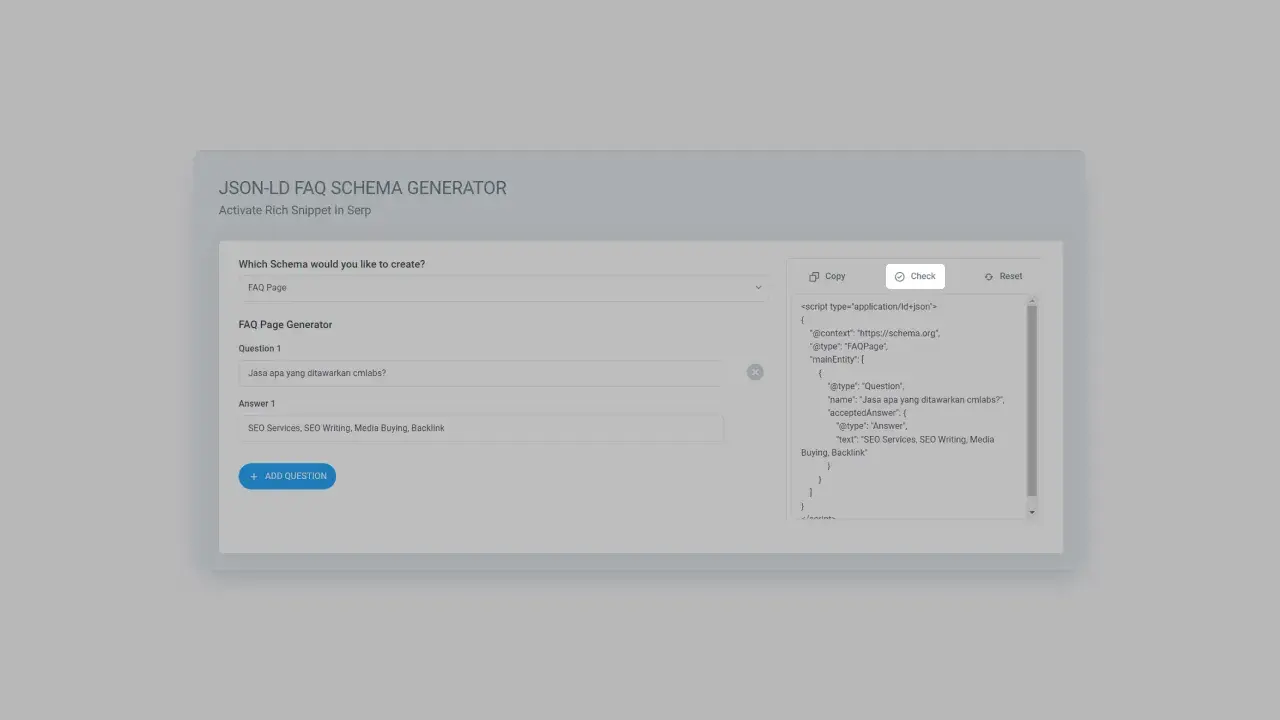 JSON-LD FAQ SCHEMA GENERATOR
Activate Rich Snippet in Serp
Which Schema would you like to create?
FAQ Page
FAQ Page Generator
Question 1
Jasa apa yang ditawarkan cmlabs?
Answer 1
SEO Services, SEO Writing, Media Buying, Backlink
+ ADD QUESTION
Copy
Check
Reset
<script type="application/ld+json">
{
"@context": "https://schema.org",
"@type": "FAQPage",
"mainEntity": [
{
"@type": "Question",
"name": "Jasa apa yang ditawarkan cmlabs?",
"acceptedAnswer": {
"@type": "Answer",
"text": "SEO Services, SEO Writing, Media
Buying, Backlink"
}
}
]
}
</script>